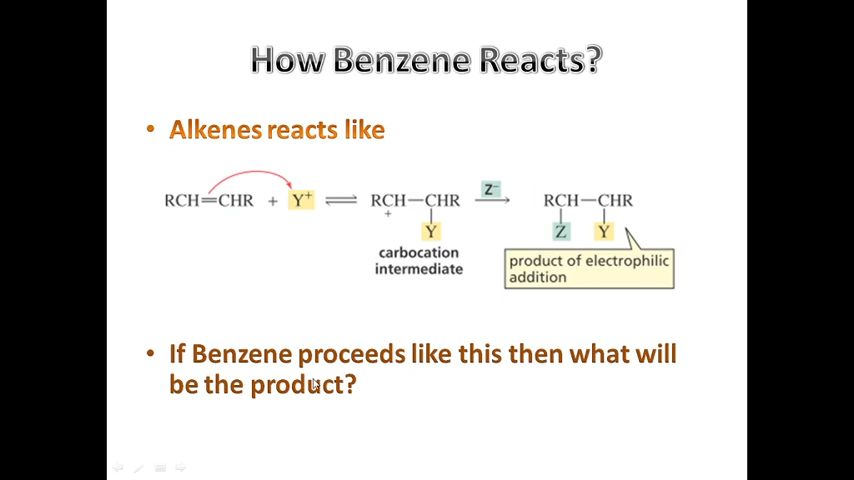 How Benzene Reacts?
• Alkenes reacts like
RCH=CHR + Y⁺ ⇌ RCH—CHR Z⁻ → RCH—CHR
+ Y Z Y
carbocation
intermediate
product of electrophilic
addition
• If Benzene proceeds like this then what will
be the product?